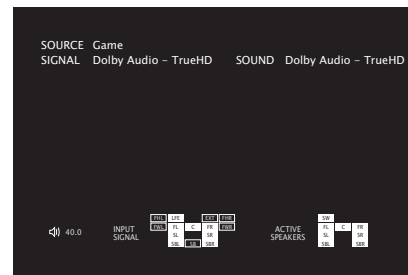 SOURCE Game
SIGNAL Dolby Audio – TrueHD SOUND Dolby Audio – TrueHD
FHL LFE EXT FHR SW
40.0 INPUT SIGNAL FWL FL C FR FWR ACTIVE SPEAKERS FL C FR
SL SR SL SR
SBL SB SBR SBL SBR